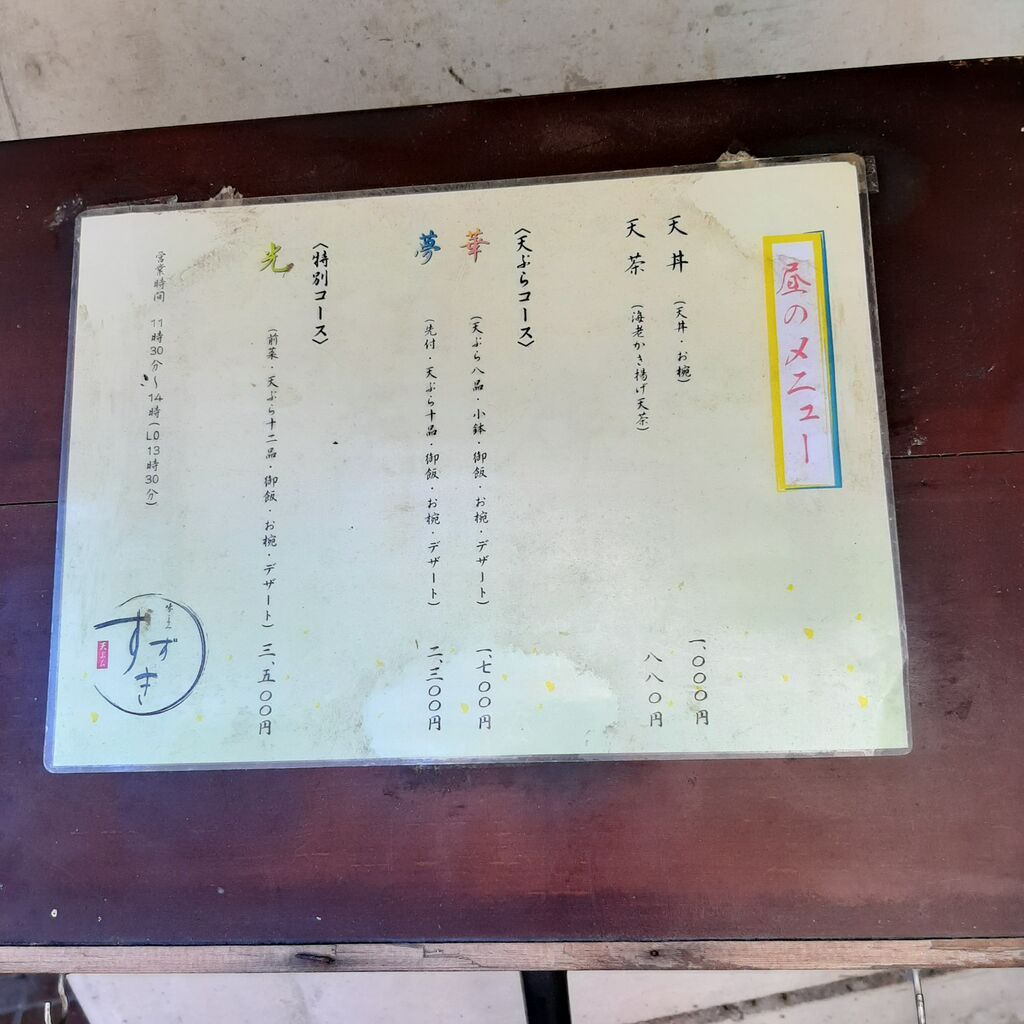 昼のメニュー
天丼 (天丼・お椀) 一、〇〇〇円
天茶 (海老かき揚げ天茶) 八八〇円
〈天ぷらコース〉
華 (天ぷら八品・小鉢・御飯・お椀・デザート) 一、七〇〇円
夢 (先付・天ぷら十品・御飯・お椀・デザート) 二、三〇〇円
〈特別コース〉
光 (前菜・天ぷら十二品・御飯・お椀・デザート) 三、五〇〇円
営業時間 11時30分~14時(LO13時30分)
すずき
天ぷら